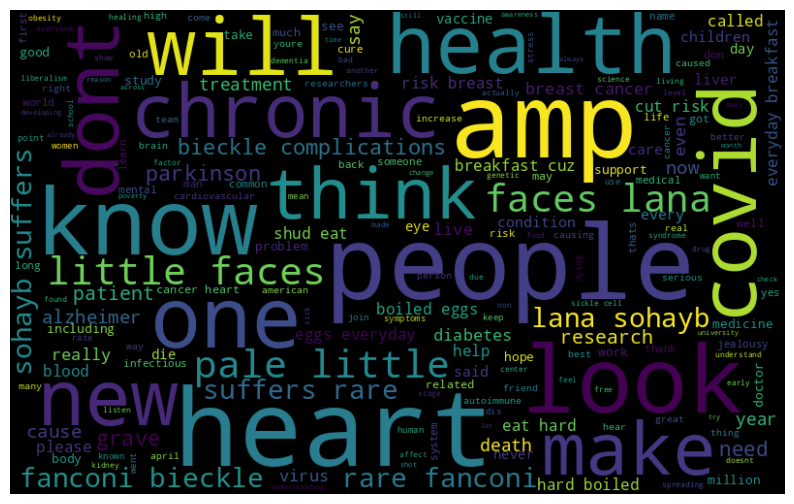 obesity healing high come first vaccine name called old
everyone youre much see children
dont will say take cure health day
good treatment time bad another stress don caused
liberalism reason show dementia study researchers risk breast breast cancer liver
right across chronic amp cut risk covid
world school team science living
developing actually always level
point already increase life got everyday breakfast
women learn brain factor bieckle complications even better
parkinson back someone breakfast cuz support care now month
mental man common genetic may medical want
poverty cardiovascular mean change use
know think faces lana every well
sohayb suffers shud eat eye condition thats
problem live risk causing real syndrome drug
long little faces person due people serious check
found cancer heart american sickle cell yes
patient join keep non
including one boiled eggs lana sohayb medicine
alzheimer symptoms eggs everyday diabetes research university
rate way die help hope best work thank jealousy understand
really infectious pale little said center feel free early
blood related friend doctor
many new suffers rare autoimmune look
listen human stage dis eat hard great try year
cause grave heart system let hear thing
please known april affect death never make need
body kidney went shot virus doesnt million
fanconi bieckle rare fanconi hard boiled spreading
understanding